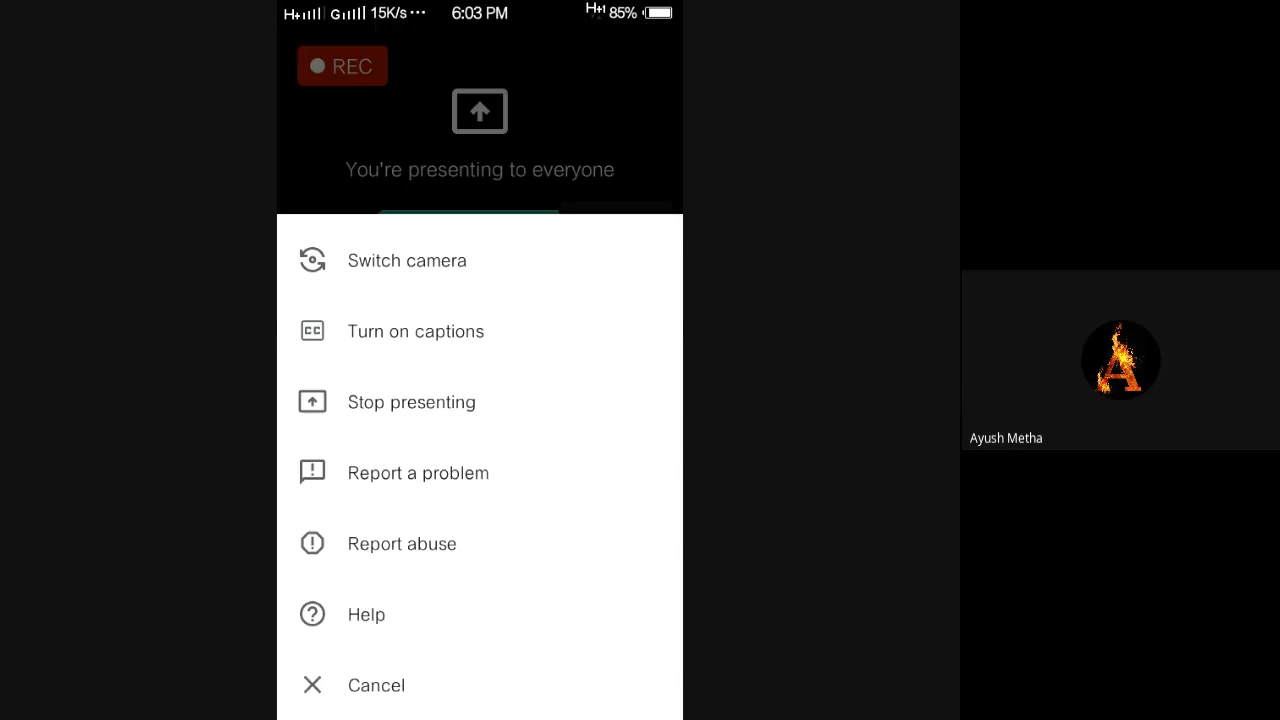 H+ G 15K/s ··· 6:03 PM H+ 85%
REC
You're presenting to everyone
Switch camera
CC Turn on captions
Stop presenting
Report a problem
Report abuse
Help
Cancel
A
Ayush Metha